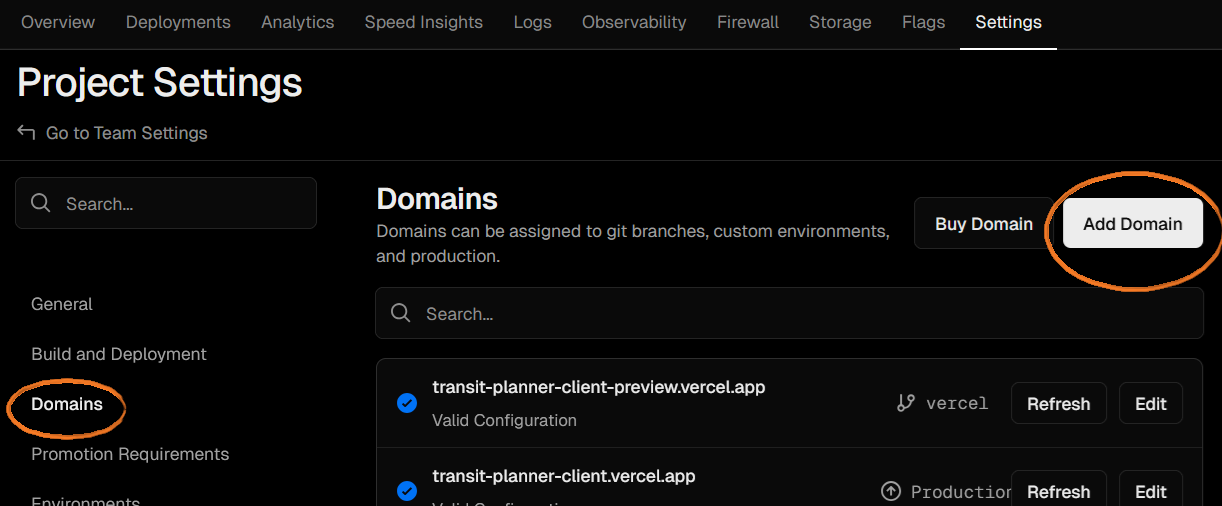 Overview Deployments Analytics Speed Insights Logs Observability Firewall Storage Flags Settings
Project Settings
Go to Team Settings
Search...
General
Build and Deployment
Domains
Promotion Requirements
Environments
Domains
Domains can be assigned to git branches, custom environments,
and production.
Buy Domain Add Domain
Search...
transit-planner-client-preview.vercel.app
Valid Configuration
vercel Refresh Edit
transit-planner-client.vercel.app
Valid Configuration
Production Refresh Edit